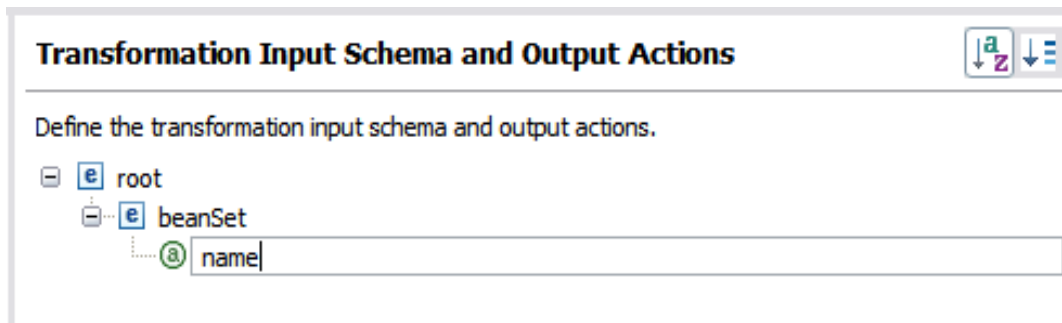 Transformation Input Schema and Output Actions
a
z
Define the transformation input schema and output actions.
e root
e beanSet
a name